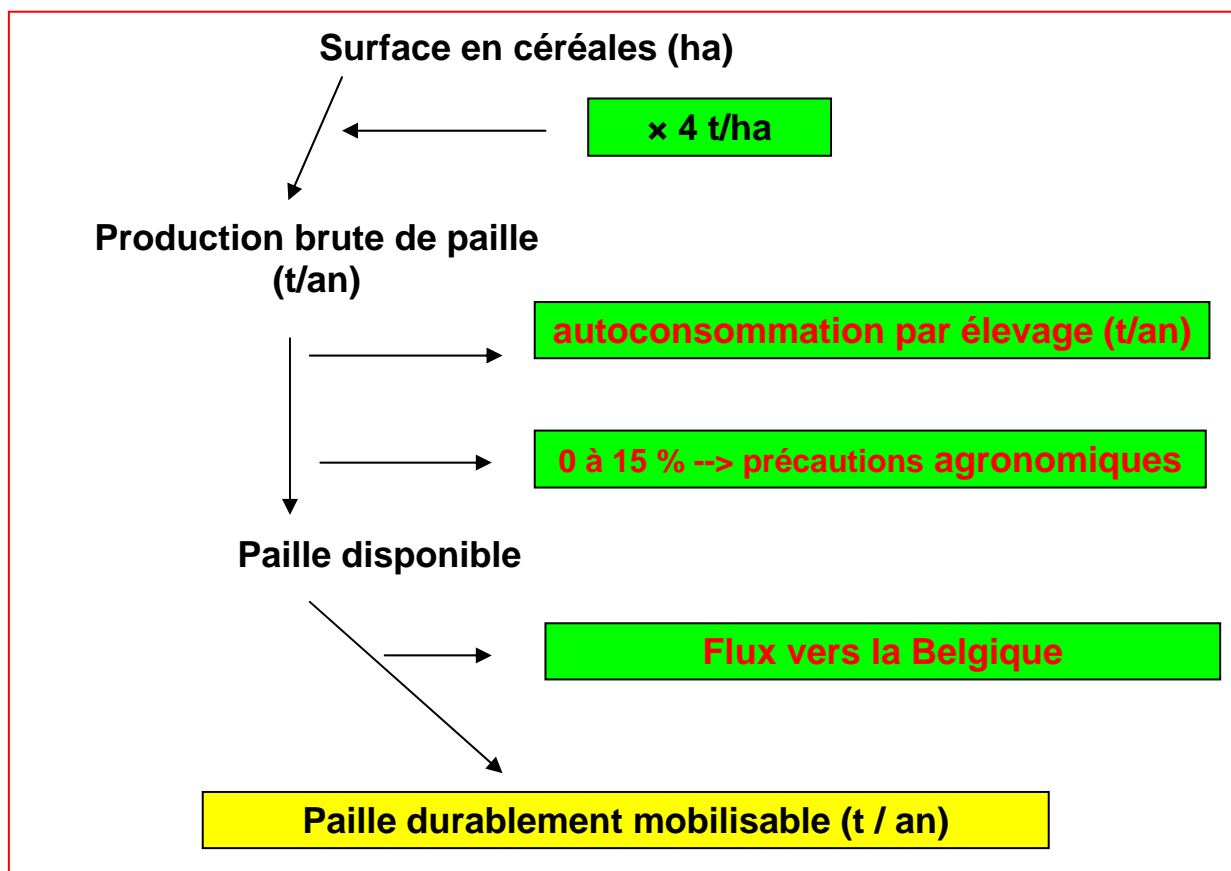 Surface en céréales (ha)
× 4 t/ha
Production brute de paille
(t/an)
autoconsommation par élevage (t/an)
0 à 15 % --> précautions agronomiques
Paille disponible
Flux vers la Belgique
Paille durablement mobilisable (t / an)